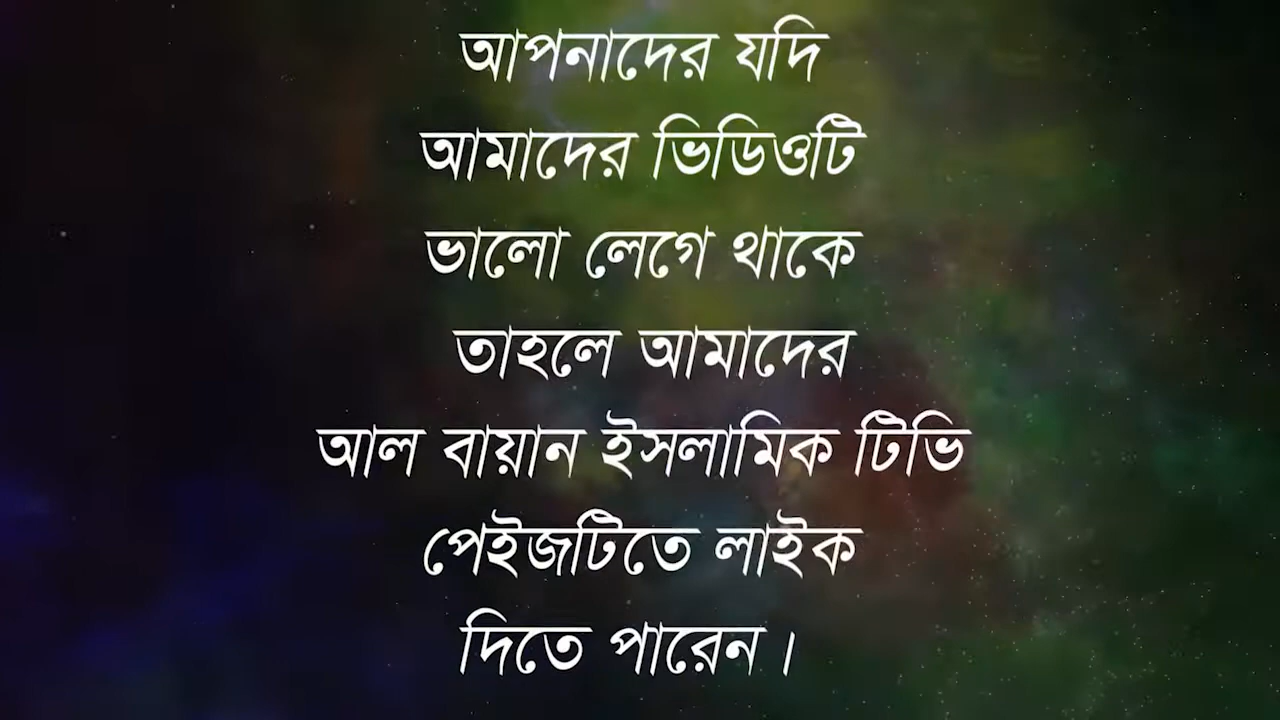 আপনাদের যদি
আমাদের ভিডিওটি
ভালো লেগে থাকে
তাহলে আমাদের
আল বায়ান ইসলামিক টিভি
পেইজটিতে লাইক
দিতে পারেন।